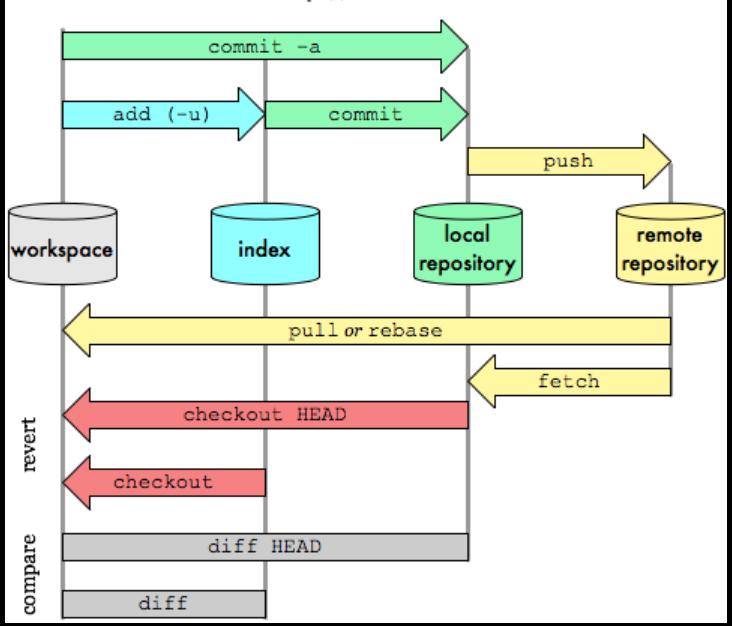 commit -a
add (-u)
commit
push
workspace
index
local
repository
remote
repository
pull or rebase
fetch
checkout HEAD
revert
checkout
diff HEAD
compare
diff